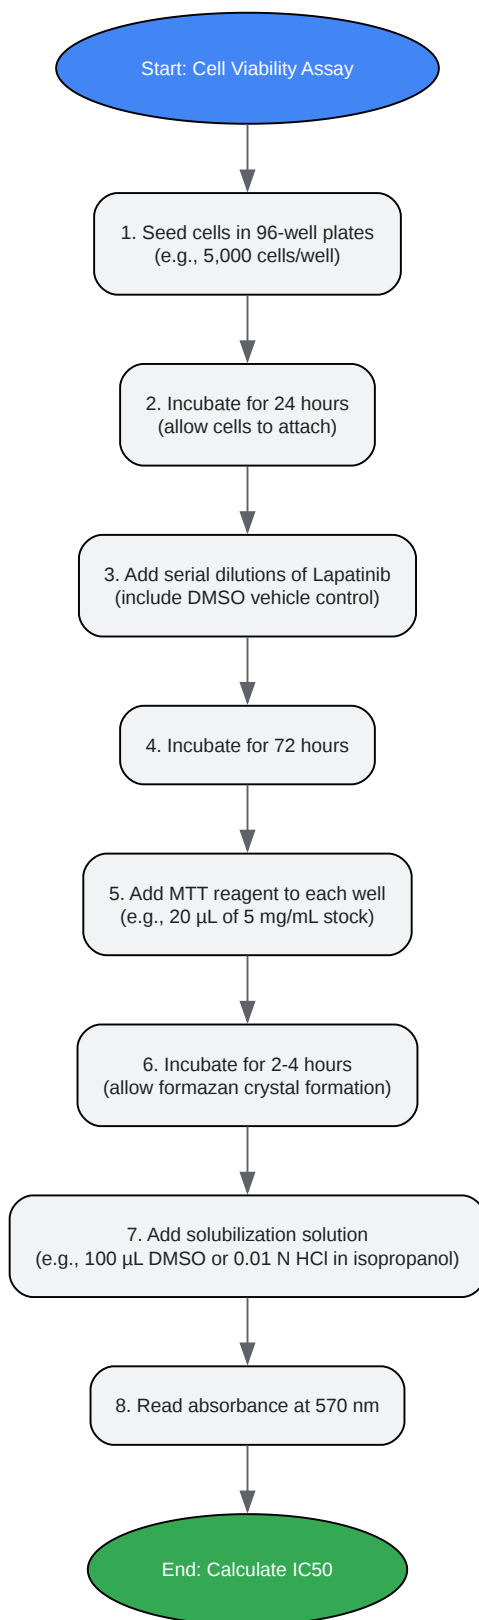 Start: Cell Viability Assay
1. Seed cells in 96-well plates
(e.g., 5,000 cells/well)
2. Incubate for 24 hours
(allow cells to attach)
3. Add serial dilutions of Lapatinib
(include DMSO vehicle control)
4. Incubate for 72 hours
5. Add MTT reagent to each well
(e.g., 20 µL of 5 mg/mL stock)
6. Incubate for 2-4 hours
(allow formazan crystal formation)
7. Add solubilization solution
(e.g., 100 µL DMSO or 0.01 N HCl in isopropanol)
8. Read absorbance at 570 nm
End: Calculate IC50